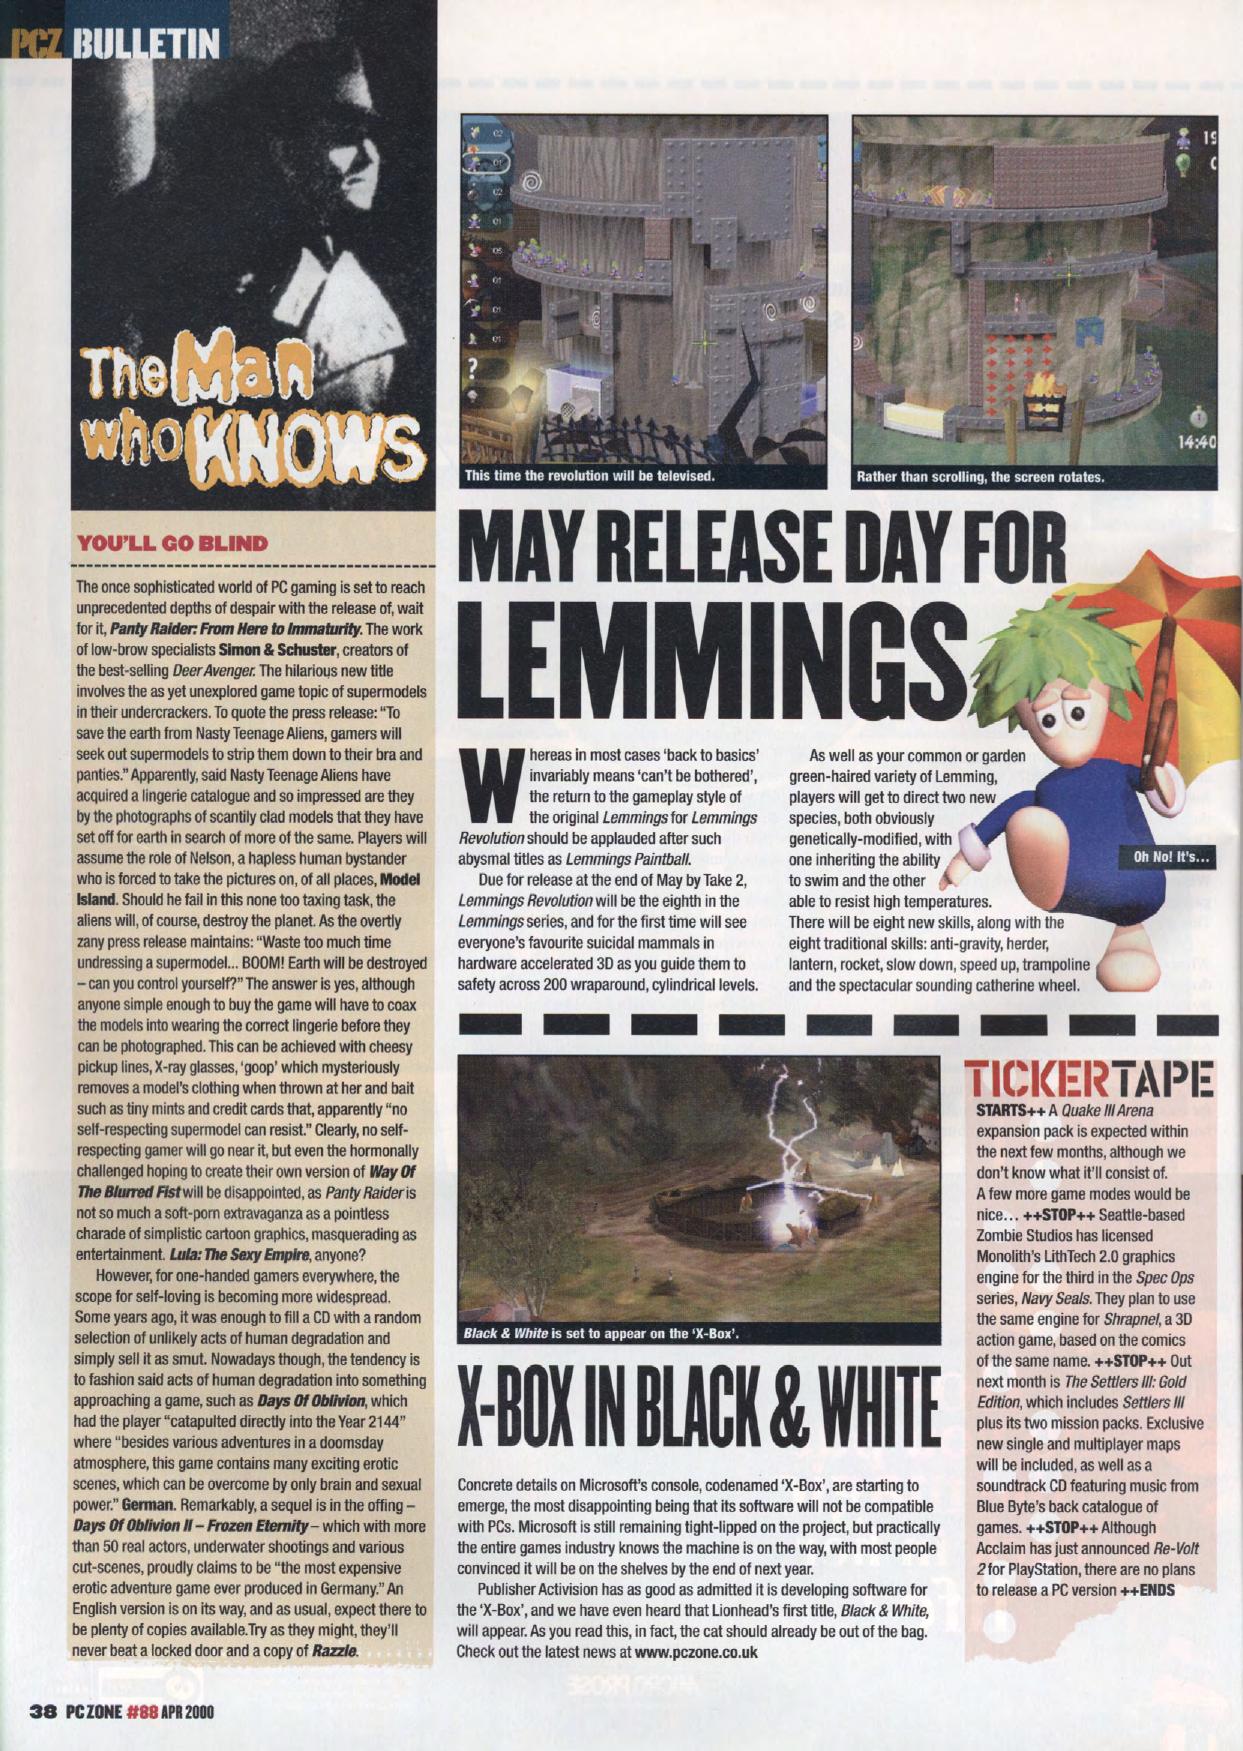 PCZ BULLETIN
The Man
who KNOWS
YOU'LL GO BLIND
The once sophisticated world of PC gaming is set to reach
unprecedented depths of despair with the release of, wait
for it, Panty Raider: From Here to Immaturity. The work
of low-brow specialists Simon & Schuster, creators of
the best-selling Deer Avenger. The hilarious new title
involves the as yet unexplored game topic of supermodels
in their undercrackers. To quote the press release: “To
save the earth from Nasty Teenage Aliens, gamers will
seek out supermodels to strip them down to their bra and
panties.” Apparently, said Nasty Teenage Aliens have
acquired a lingerie catalogue and so impressed are they
by the photographs of scantily clad models that they have
set off for earth in search of more of the same. Players will
assume the role of Nelson, a hapless human bystander
who is forced to take the pictures on, of all places, Model
Island. Should he fail in this none too taxing task, the
aliens will, of course, destroy the planet. As the overtly
zany press release maintains: “Waste too much time
undressing a supermodel... BOOM! Earth will be destroyed
– can you control yourself?” The answer is yes, although
anyone simple enough to buy the game will have to coax
the models into wearing the correct lingerie before they
can be photographed. This can be achieved with cheesy
pickup lines, X-ray glasses, ‘goop’ which mysteriously
removes a model's clothing when thrown at her and bait
such as tiny mints and credit cards that, apparently “no
self-respecting supermodel can resist.” Clearly, no self-
respecting gamer will go near it, but even the hormonally
challenged hoping to create their own version of Way Of
The Blurred Fist will be disappointed, as Panty Raider is
not so much a soft-porn extravaganza as a pointless
charade of simplistic cartoon graphics, masquerading as
entertainment. Lula: The Sexy Empire, anyone?
However, for one-handed gamers everywhere, the
scope for self-loving is becoming more widespread.
Some years ago, it was enough to fill a CD with a random
selection of unlikely acts of human degradation and
simply sell it as smut. Nowadays though, the tendency is
to fashion said acts of human degradation into something
approaching a game, such as Days Of Oblivion, which
had the player “catapulted directly into the Year 2144”
where “besides various adventures in a doomsday
atmosphere, this game contains many exciting erotic
scenes, which can be overcome by only brain and sexual
power.” German. Remarkably, a sequel is in the offing –
Days Of Oblivion II – Frozen Eternity – which with more
than 50 real actors, underwater shootings and various
cut-scenes, proudly claims to be “the most expensive
erotic adventure game ever produced in Germany.” An
English version is on its way, and as usual, expect there to
be plenty of copies available.Try as they might, they'll
never beat a locked door and a copy of Razzle.
02
01
02
01
05
01
01
01
?
This time the revolution will be televised.
19
14:40
Rather than scrolling, the screen rotates.
MAY RELEASE DAY FOR
LEMMINGS
Whereas in most cases ‘back to basics’
invariably means ‘can't be bothered’,
the return to the gameplay style of
the original Lemmings for Lemmings
Revolution should be applauded after such
abysmal titles as Lemmings Paintball.
Due for release at the end of May by Take 2,
Lemmings Revolution will be the eighth in the
Lemmings series, and for the first time will see
everyone's favourite suicidal mammals in
hardware accelerated 3D as you guide them to
safety across 200 wraparound, cylindrical levels.
As well as your common or garden
green-haired variety of Lemming,
players will get to direct two new
species, both obviously
genetically-modified, with
one inheriting the ability
to swim and the other
able to resist high temperatures.
There will be eight new skills, along with the
eight traditional skills: anti-gravity, herder,
lantern, rocket, slow down, speed up, trampoline
and the spectacular sounding catherine wheel.
Oh No! It's...
Black & White is set to appear on the ‘X-Box’.
X-BOX IN BLACK & WHITE
Concrete details on Microsoft's console, codenamed ‘X-Box’, are starting to
emerge, the most disappointing being that its software will not be compatible
with PCs. Microsoft is still remaining tight-lipped on the project, but practically
the entire games industry knows the machine is on the way, with most people
convinced it will be on the shelves by the end of next year.
Publisher Activision has as good as admitted it is developing software for
the ‘X-Box’, and we have even heard that Lionhead's first title, Black & White,
will appear. As you read this, in fact, the cat should already be out of the bag.
Check out the latest news at www.pczone.co.uk
TICKERTAPE
STARTS++ A Quake III Arena
expansion pack is expected within
the next few months, although we
don't know what it'll consist of.
A few more game modes would be
nice... ++STOP++ Seattle-based
Zombie Studios has licensed
Monolith's LithTech 2.0 graphics
engine for the third in the Spec Ops
series, Navy Seals. They plan to use
the same engine for Shrapnel, a 3D
action game, based on the comics
of the same name. ++STOP++ Out
next month is The Settlers III: Gold
Edition, which includes Settlers III
plus its two mission packs. Exclusive
new single and multiplayer maps
will be included, as well as a
soundtrack CD featuring music from
Blue Byte's back catalogue of
games. ++STOP++ Although
Acclaim has just announced Re-Volt
2 for PlayStation, there are no plans
to release a PC version ++ENDS
38 PC ZONE #88 APR 2000